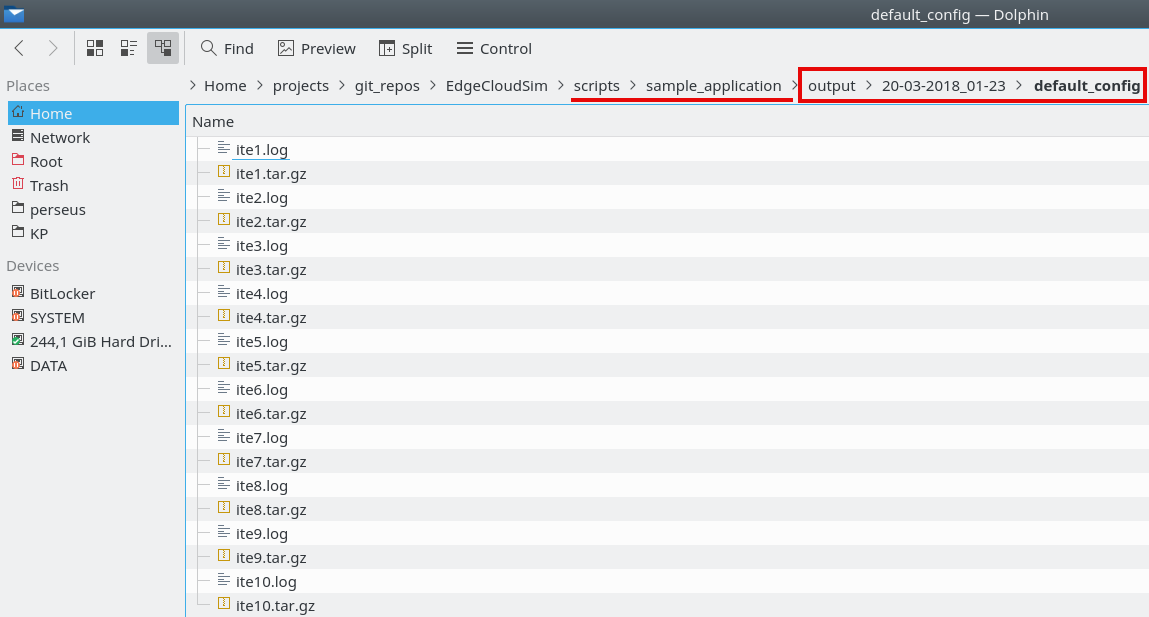 default_config — Dolphin
Find Preview Split Control
Places
Home
Network
Root
Trash
perseus
KP
Devices
BitLocker
SYSTEM
244,1 GiB Hard Dri...
DATA
> Home > projects > git_repos > EdgeCloudSim > scripts > sample_application > output > 20-03-2018_01-23 > default_config
Name
ite1.log
ite1.tar.gz
ite2.log
ite2.tar.gz
ite3.log
ite3.tar.gz
ite4.log
ite4.tar.gz
ite5.log
ite5.tar.gz
ite6.log
ite6.tar.gz
ite7.log
ite7.tar.gz
ite8.log
ite8.tar.gz
ite9.log
ite9.tar.gz
ite10.log
ite10.tar.gz